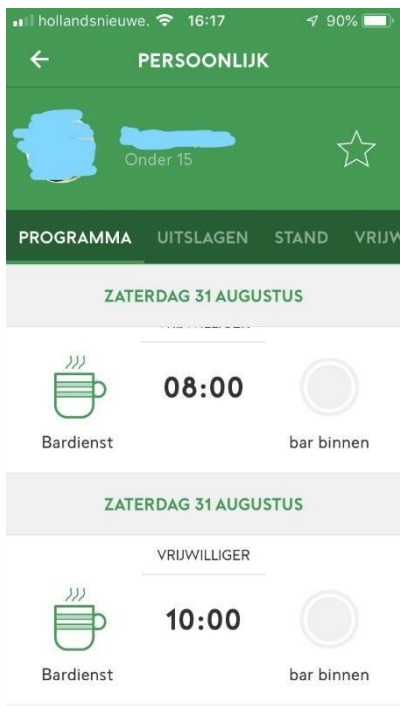 hollandsnieuwe. 16:17 90%
PERSOONLIJK
Onder 15
PROGRAMMA UITSLAGEN STAND VRIJW
ZATERDAG 31 AUGUSTUS
08:00
Bardienst bar binnen
ZATERDAG 31 AUGUSTUS
VRIJWILLIGER
10:00
Bardienst bar binnen